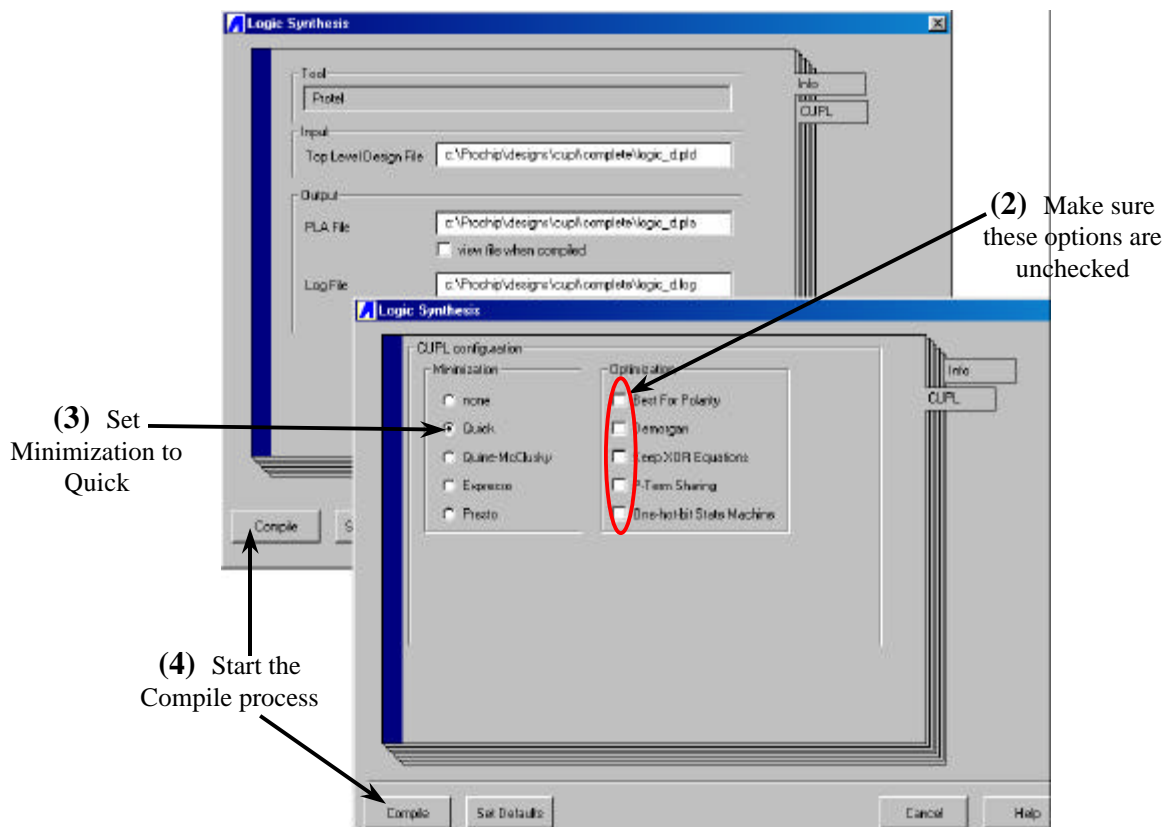 Logic Synthesis
Tool
Protel
Info
CUPL
Input
Top Level Design File c:\Prochip\designs\cupl\complete\logic_d.pld
Output
PLA File c:\Prochip\designs\cupl\complete\logic_d.pla
view file when compiled
Log File c:\Prochip\designs\cupl\complete\logic_d.log
Compile S
(2) Make sure
these options are
unchecked
Logic Synthesis
CUPL configuration
Minimization
none
Quick
Quine-McClusky
Expresso
Presto
Optimization
Best For Polarity
Demorgan
Keep XOR Equations
P-Term Sharing
One-hot-bit State Machine
Info
CUPL
(3) Set
Minimization to
Quick
(4) Start the
Compile process
Compile Set Defaults Cancel Help